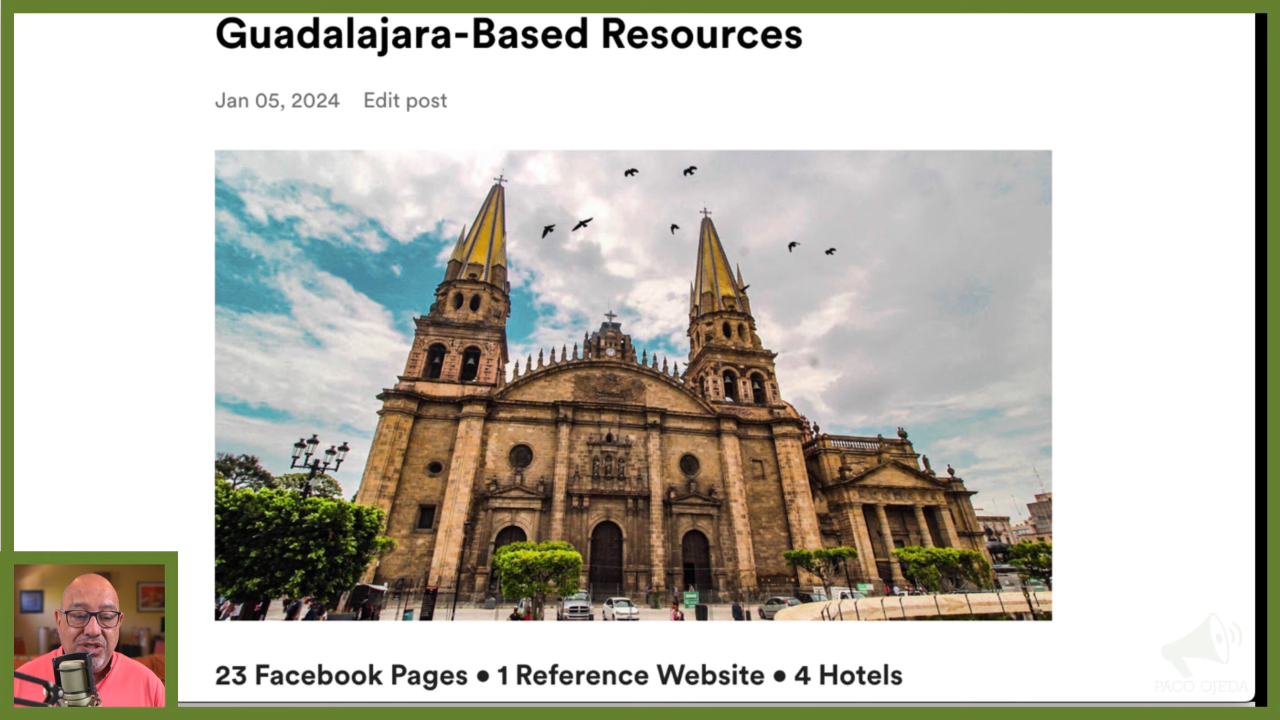 Guadalajara-Based Resources
Jan 05, 2024 Edit post
23 Facebook Pages • 1 Reference Website • 4 Hotels
PACO OJEDA